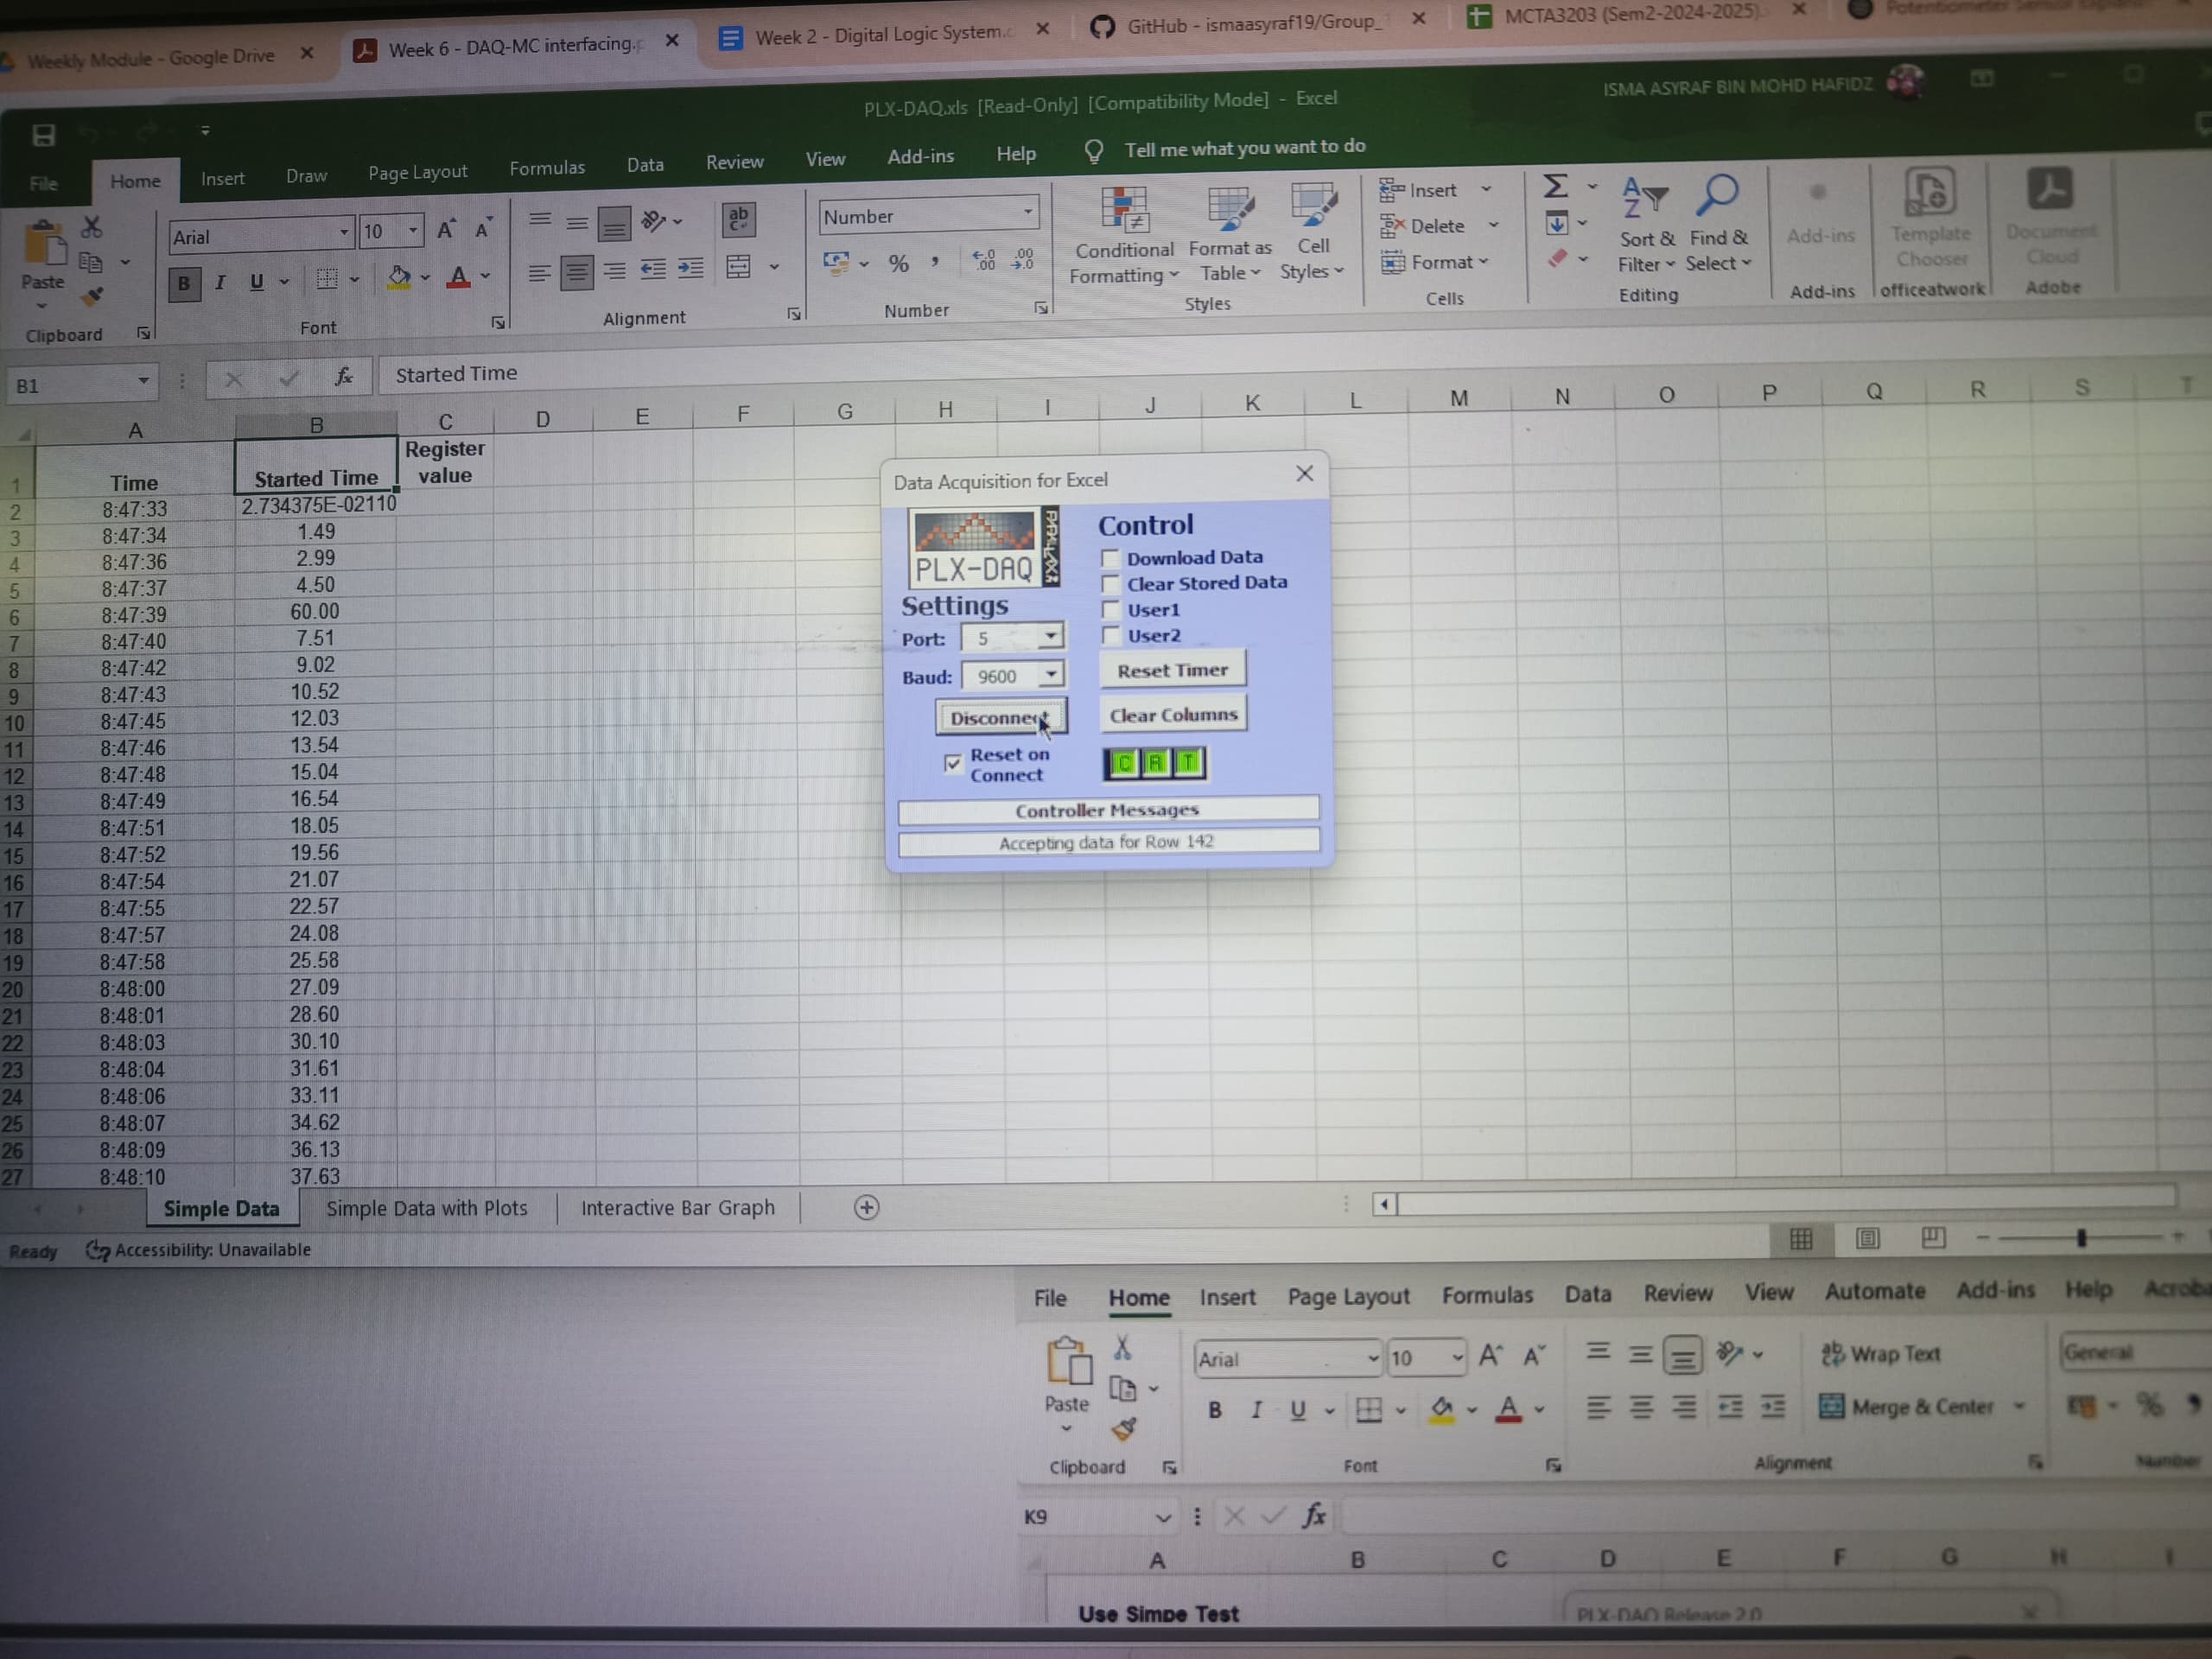 Weekly Module - Google Drive
Week 6 - DAQ-MC interfacing.p
Week 2 - Digital Logic System.c
GitHub - ismaasyraf19/Group_
MCTA3203 (Sem2-2024-2025).
Potentiometer Sensor
PLX-DAQ.xls [Read-Only] [Compatibility Mode] - Excel
ISMA ASYRAF BIN MOHD HAFIDZ
File Home Insert Draw Page Layout Formulas Data Review View Add-ins Help Tell me what you want to do
Paste
Clipboard
Arial 10
B I U
Font
ab
Alignment
Number
%
Number
Conditional Formatting
Format as Table
Cell Styles
Styles
Insert
Delete
Format
Cells
Sort & Filter
Find & Select
Editing
Add-ins
Add-ins
Template Chooser
officeatwork
Document Cloud
Adobe
B1 fx Started Time
A B C D E F G H I J K L M N O P Q R S T
1 Time Started Time Register value
2 8:47:33 2.734375E-02110
3 8:47:34 1.49
4 8:47:36 2.99
5 8:47:37 4.50
6 8:47:39 60.00
7 8:47:40 7.51
8 8:47:42 9.02
9 8:47:43 10.52
10 8:47:45 12.03
11 8:47:46 13.54
12 8:47:48 15.04
13 8:47:49 16.54
14 8:47:51 18.05
15 8:47:52 19.56
16 8:47:54 21.07
17 8:47:55 22.57
18 8:47:57 24.08
19 8:47:58 25.58
20 8:48:00 27.09
21 8:48:01 28.60
22 8:48:03 30.10
23 8:48:04 31.61
24 8:48:06 33.11
25 8:48:07 34.62
26 8:48:09 36.13
27 8:48:10 37.63
Data Acquisition for Excel
PLX-DAQ
PARALLAX
Control
Download Data
Clear Stored Data
User1
User2
Settings
Port: 5
Baud: 9600
Reset Timer
Disconnect
Clear Columns
Reset on
Connect
C R T
Controller Messages
Accepting data for Row 142
Simple Data Simple Data with Plots Interactive Bar Graph
Ready Accessibility: Unavailable
File Home Insert Page Layout Formulas Data Review View Automate Add-ins Help Acroba
Paste
Clipboard
Arial 10
B I U
Font
Wrap Text
Merge & Center
Alignment
General
%
Number
K9 fx
A B C D E F G H I
Use Simpe Test
PLX-DAQ Release 2.0